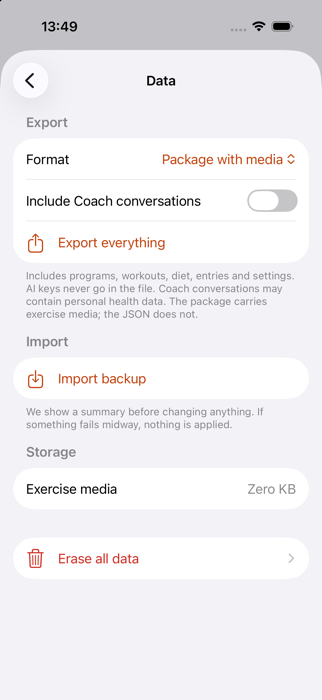 13:49
Data
Export
Format
Package with media
Include Coach conversations
Export everything
Includes programs, workouts, diet, entries and settings.
AI keys never go in the file. Coach conversations may
contain personal health data. The package carries
exercise media; the JSON does not.
Import
Import backup
We show a summary before changing anything. If
something fails midway, nothing is applied.
Storage
Exercise media
Zero KB
Erase all data